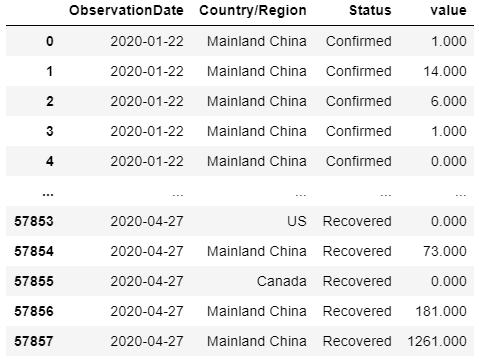 ObservationDate Country/Region Status value
0 2020-01-22 Mainland China Confirmed 1.000
1 2020-01-22 Mainland China Confirmed 14.000
2 2020-01-22 Mainland China Confirmed 6.000
3 2020-01-22 Mainland China Confirmed 1.000
4 2020-01-22 Mainland China Confirmed 0.000
... ... ... ... ...
57853 2020-04-27 US Recovered 0.000
57854 2020-04-27 Mainland China Recovered 73.000
57855 2020-04-27 Canada Recovered 0.000
57856 2020-04-27 Mainland China Recovered 181.000
57857 2020-04-27 Mainland China Recovered 1261.000